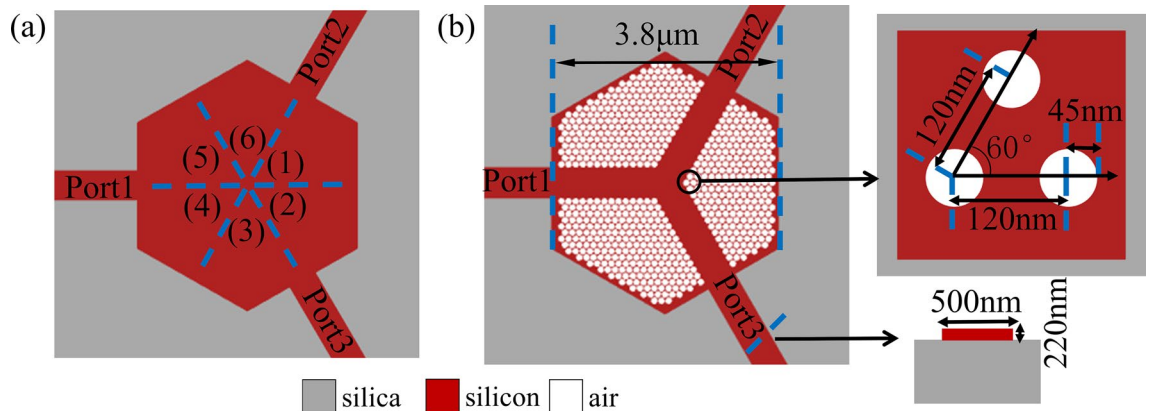 (a)
Port1
Port2
Port3
(1)
(2)
(3)
(4)
(5)
(6)
(b)
3.8μm
Port1
Port2
Port3
120nm
45nm
60°
120nm
500nm
220nm
silica
silicon
air